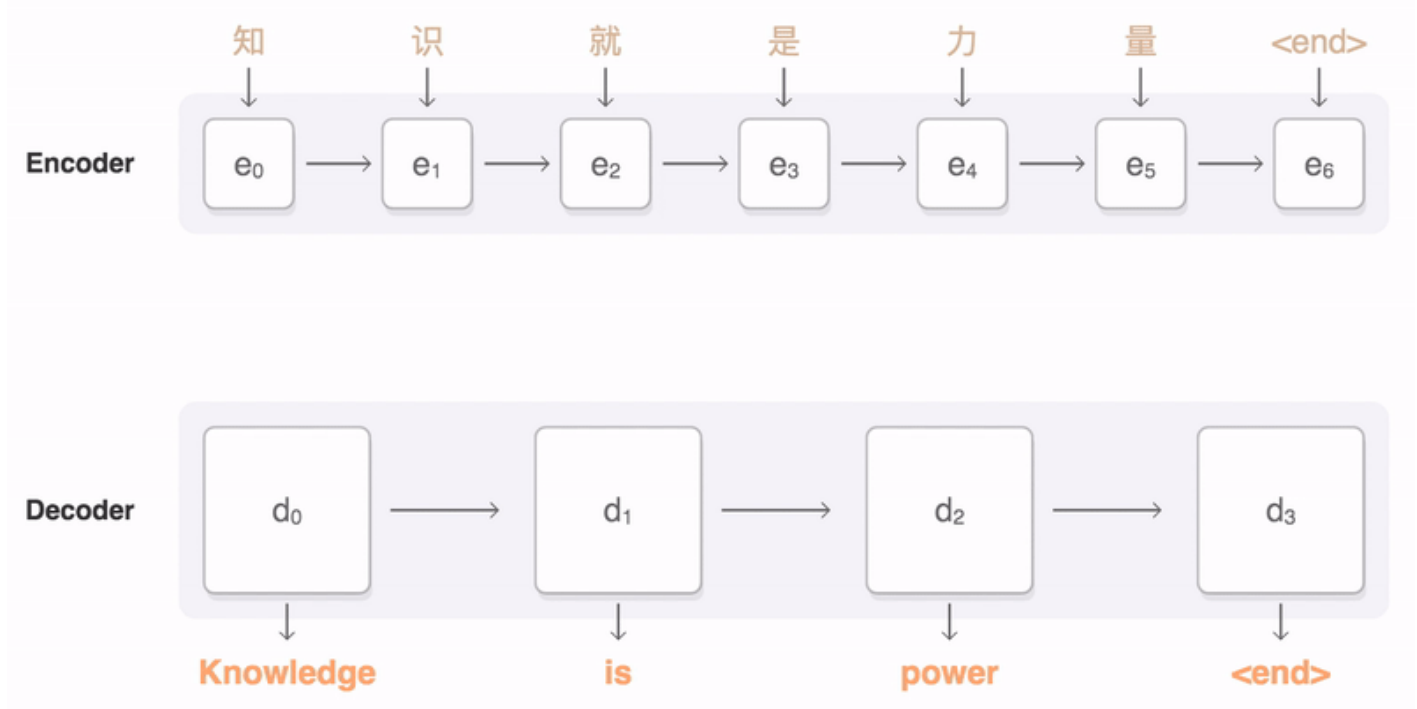 知 识 就 是 力 量 <end>
Encoder e₀ e₁ e₂ e₃ e₄ e₅ e₆
Decoder d₀ d₁ d₂ d₃
Knowledge is power <end>